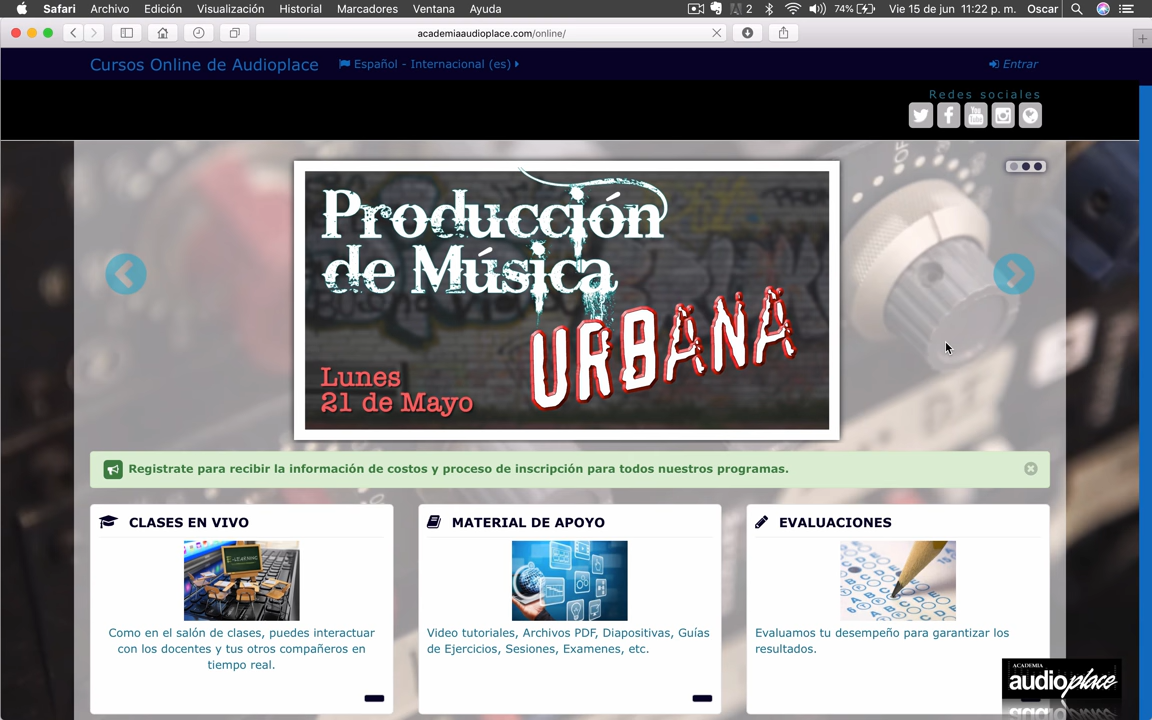 Safari Archivo Edición Visualización Historial Marcadores Ventana Ayuda 2 74% Vie 15 de jun 11:22 p. m. Oscar
academiaaudioplace.com/online/
Cursos Online de Audioplace Español - Internacional (es) Entrar
Redes sociales
You Tube
Producción
de Música
URBANA
Lunes
21 de Mayo
Registrate para recibir la información de costos y proceso de inscripción para todos nuestros programas.
CLASES EN VIVO
E-LEARNING
Como en el salón de clases, puedes interactuar
con los docentes y tus otros compañeros en
tiempo real.
MATERIAL DE APOYO
Video tutoriales, Archivos PDF, Diapositivas, Guías
de Ejercicios, Sesiones, Examenes, etc.
EVALUACIONES
Evaluamos tu desempeño para garantizar los
resultados.
ACADEMIA
audioplace